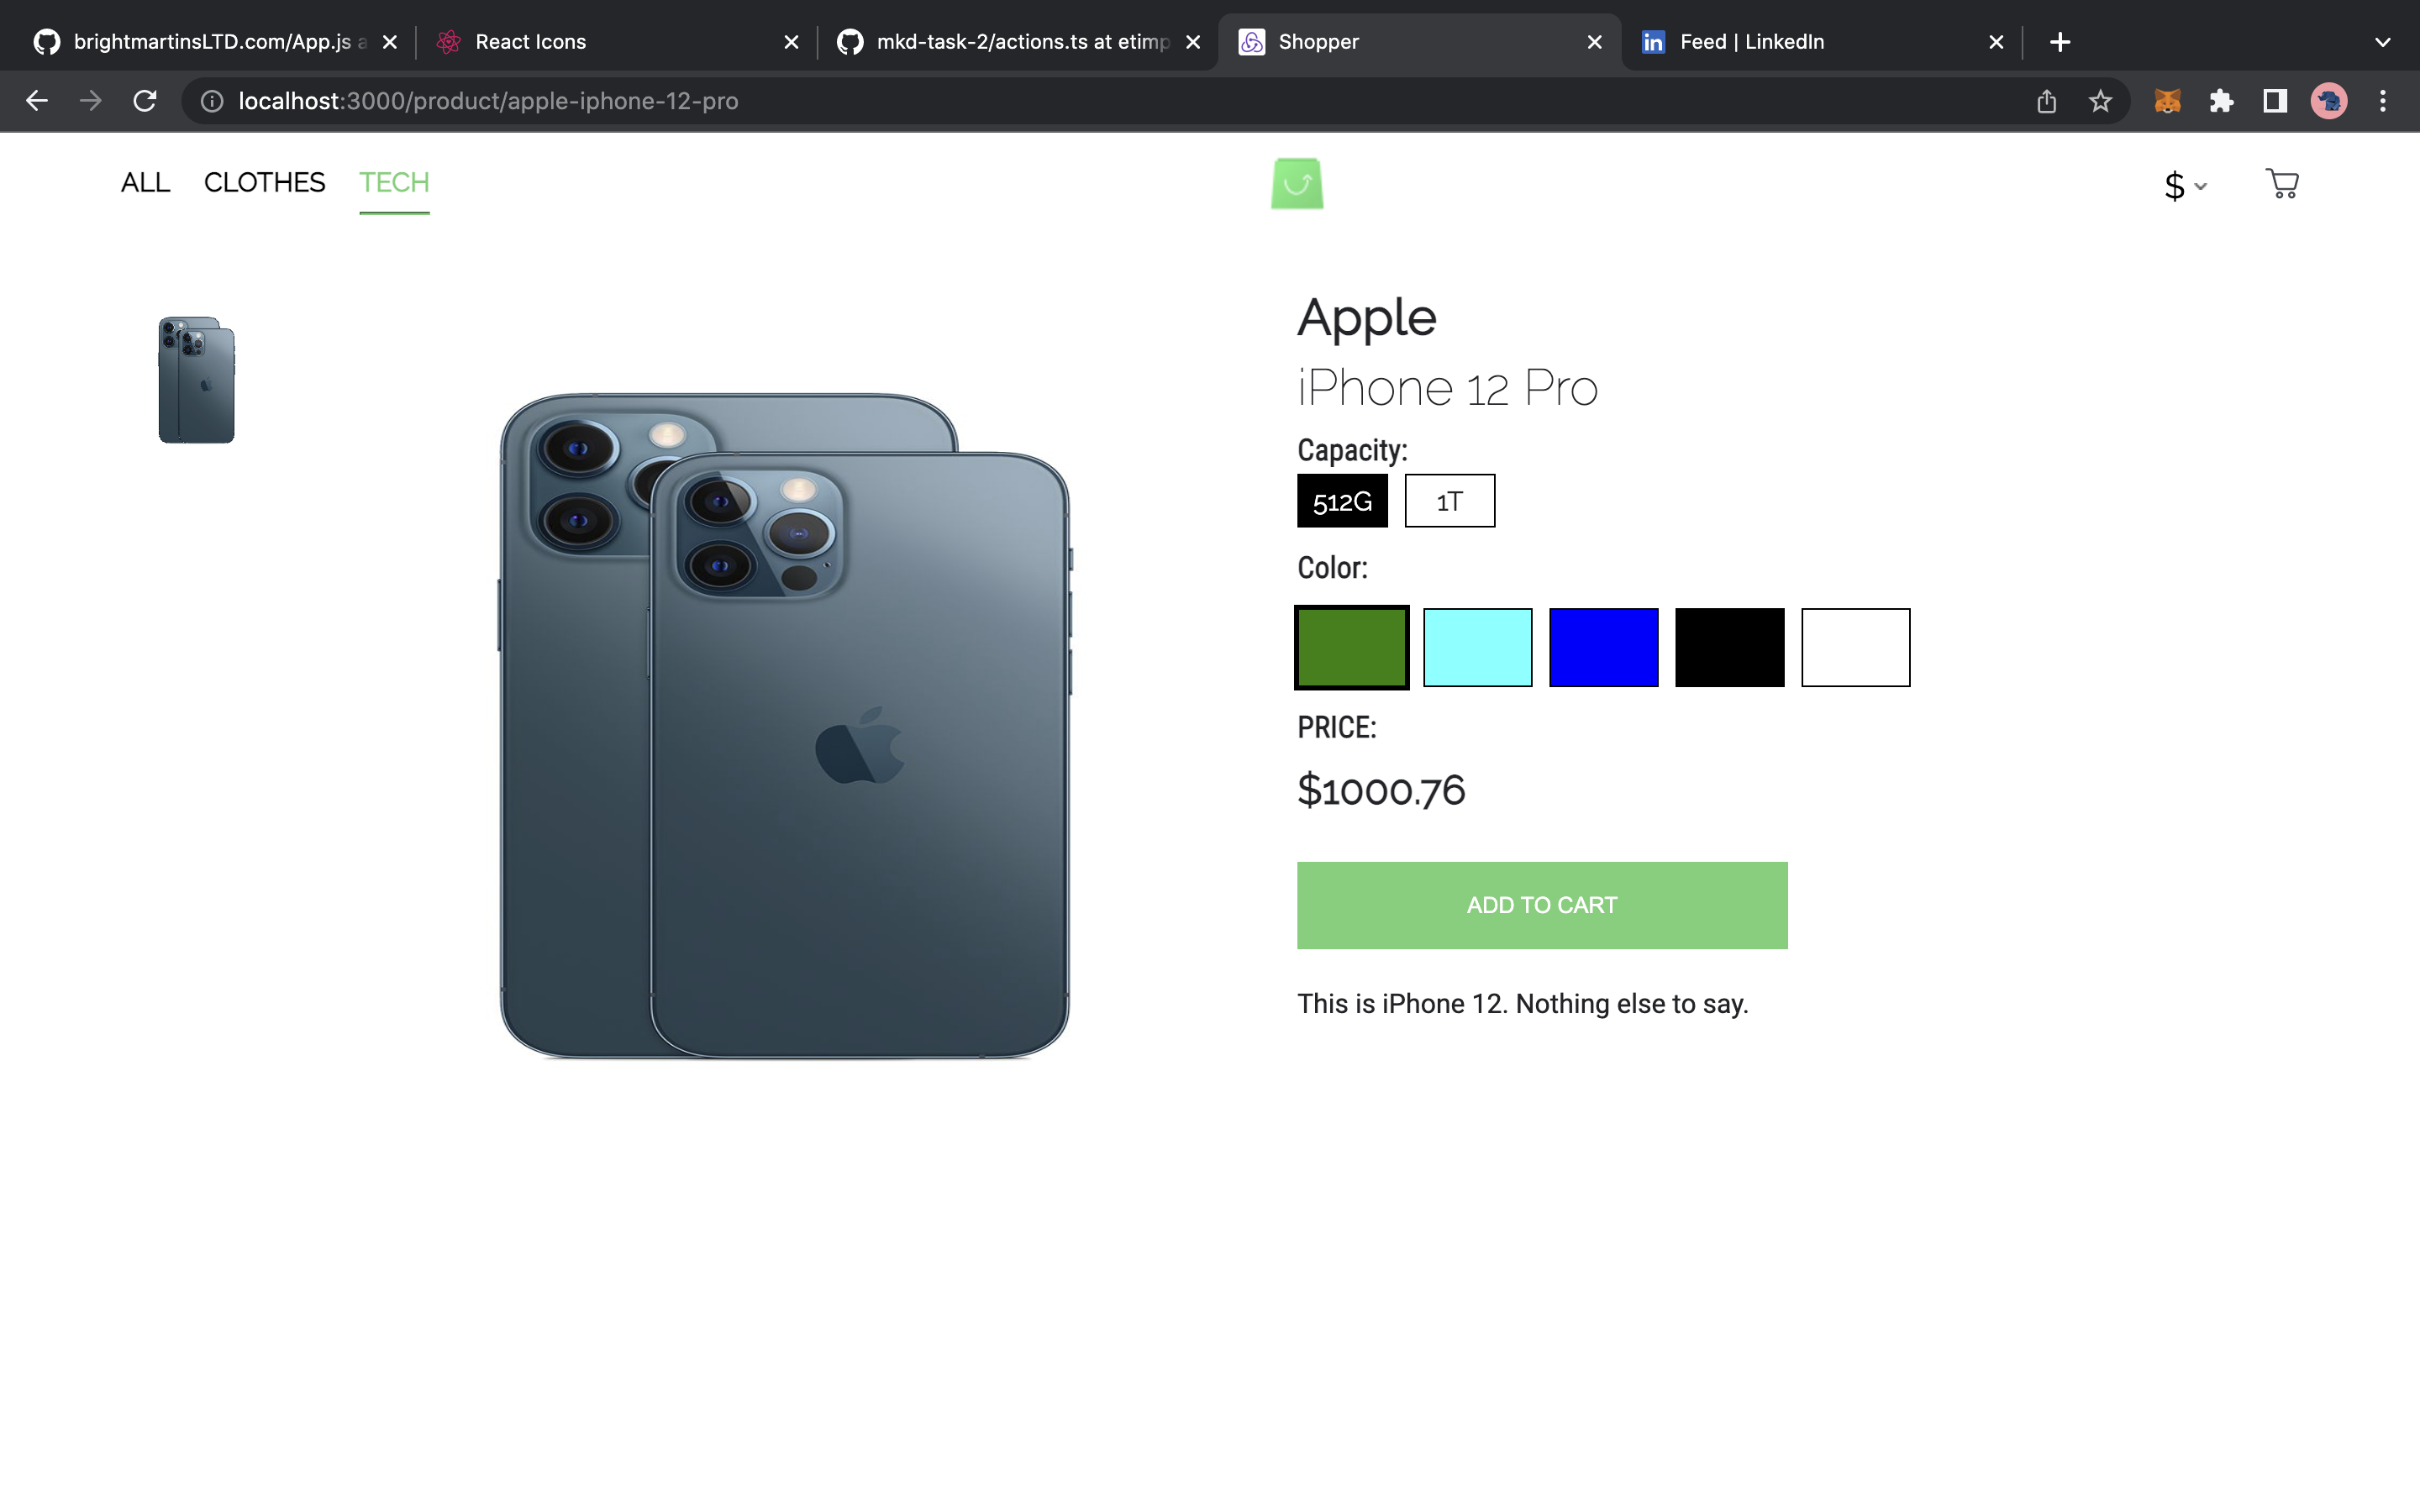 brightmartinsLTD.com/App.js a
React Icons
mkd-task-2/actions.ts at etimp
Shopper
Feed | LinkedIn
localhost:3000/product/apple-iphone-12-pro
ALL CLOTHES TECH
$
Apple
iPhone 12 Pro
Capacity:
512G 1T
Color:
PRICE:
$1000.76
ADD TO CART
This is iPhone 12. Nothing else to say.